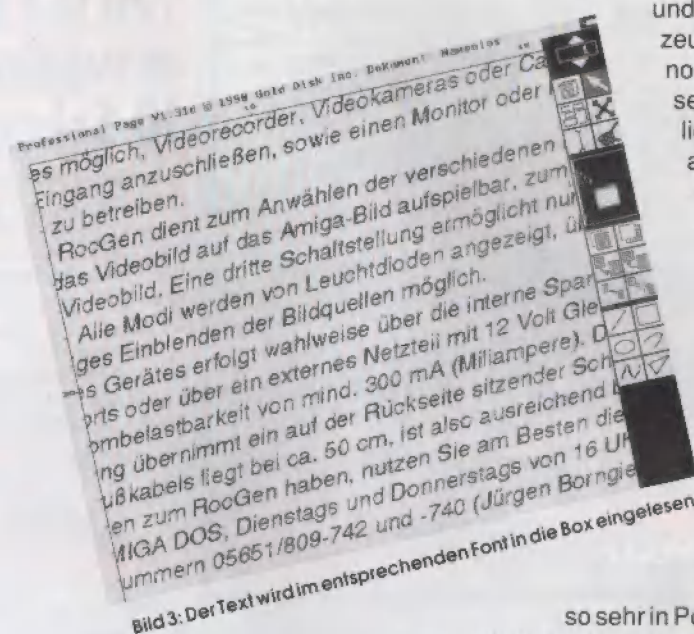 Professional Page V1.31d © 1990 Gold Disk Inc. Dokument: Namenlos
es möglich, Videorecorder, Videokameras oder Ca
Eingang anzuschließen, sowie einen Monitor oder
zu betreiben.
RocGen dient zum Anwählen der verschiedenen
das Videobild auf das Amiga-Bild aufspielbar, zum
Videobild. Eine dritte Schaltstellung ermöglicht nur
Alle Modi werden von Leuchtdioden angezeigt, ü
ges Einblenden der Bildquellen möglich.
es Gerätes erfolgt wahlweise über die interne Span
orts oder über ein externes Netzteil mit 12 Volt Gle
ombelastbarkeit von mind. 300 mA (Miliampere). D
ng übernimmt ein auf der Rückseite sitzender Sch
ußkabels liegt bei ca. 50 cm, ist also ausreichend
en zum RocGen haben, nutzen Sie am Besten die
MIGA DOS, Dienstags und Donnerstags von 16 Uh
ummern 05651/809-742 und -740 (Jürgen Borngie
Bild 3: Der Text wird im entsprechenden Font in die Box eingelesen
und
zeu
no
se
li
a
so sehr in Pa